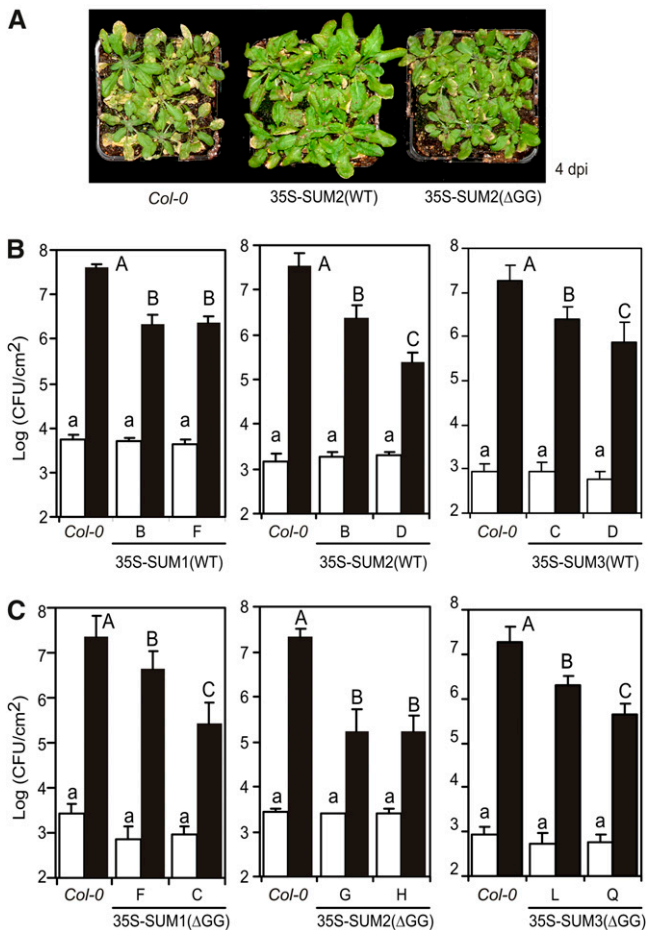 A
4 dpi
Col-0 35S-SUM2(WT) 35S-SUM2(ΔGG)
B
Log (CFU/cm2)
8
7
6
5
4
3
2
A
B
B
a
a
a
Col-0 B F
35S-SUM1(WT)
8
7
6
5
4
3
2
A
B
C
a
a
a
Col-0 B D
35S-SUM2(WT)
8
7
6
5
4
3
2
A
B
C
a
a
a
Col-0 C D
35S-SUM3(WT)
C
Log (CFU/cm2)
8
7
6
5
4
3
2
A
B
C
a
a
a
Col-0 F C
35S-SUM1(ΔGG)
8
7
6
5
4
3
2
A
B
B
a
a
a
Col-0 G H
35S-SUM2(ΔGG)
8
7
6
5
4
3
2
A
B
C
a
a
a
Col-0 L Q
35S-SUM3(ΔGG)